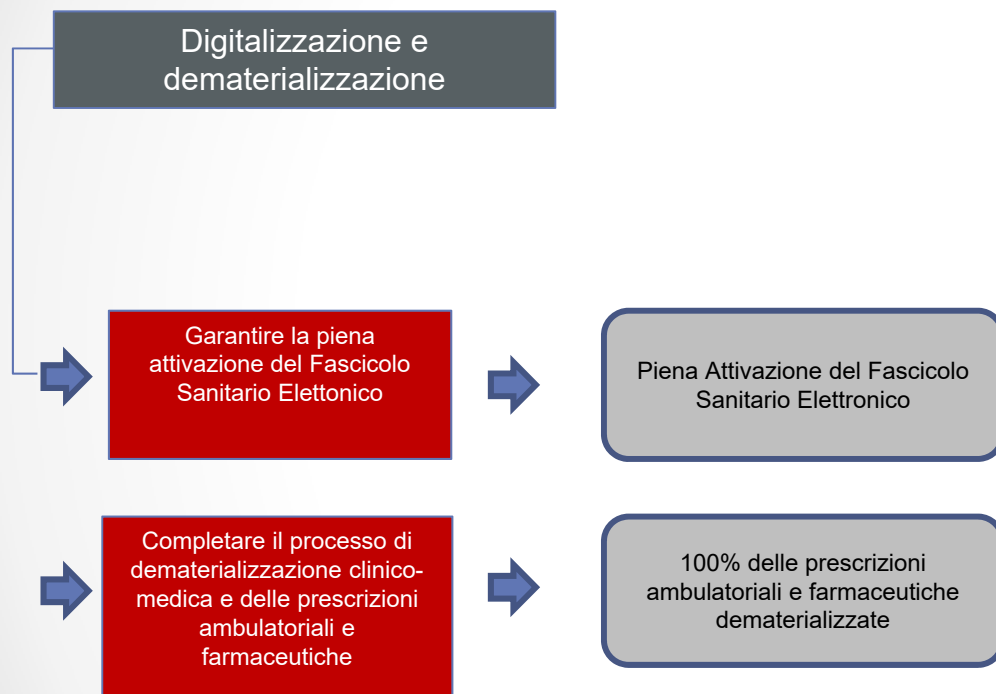 Digitalizzazione e
dematerializzazione
Garantire la piena
attivazione del Fascicolo
Sanitario Elettonico
Piena Attivazione del Fascicolo
Sanitario Elettronico
Completare il processo di
dematerializzazione clinico-
medica e delle prescrizioni
ambulatoriali e
farmaceutiche
100% delle prescrizioni
ambulatoriali e farmaceutiche
dematerializzate